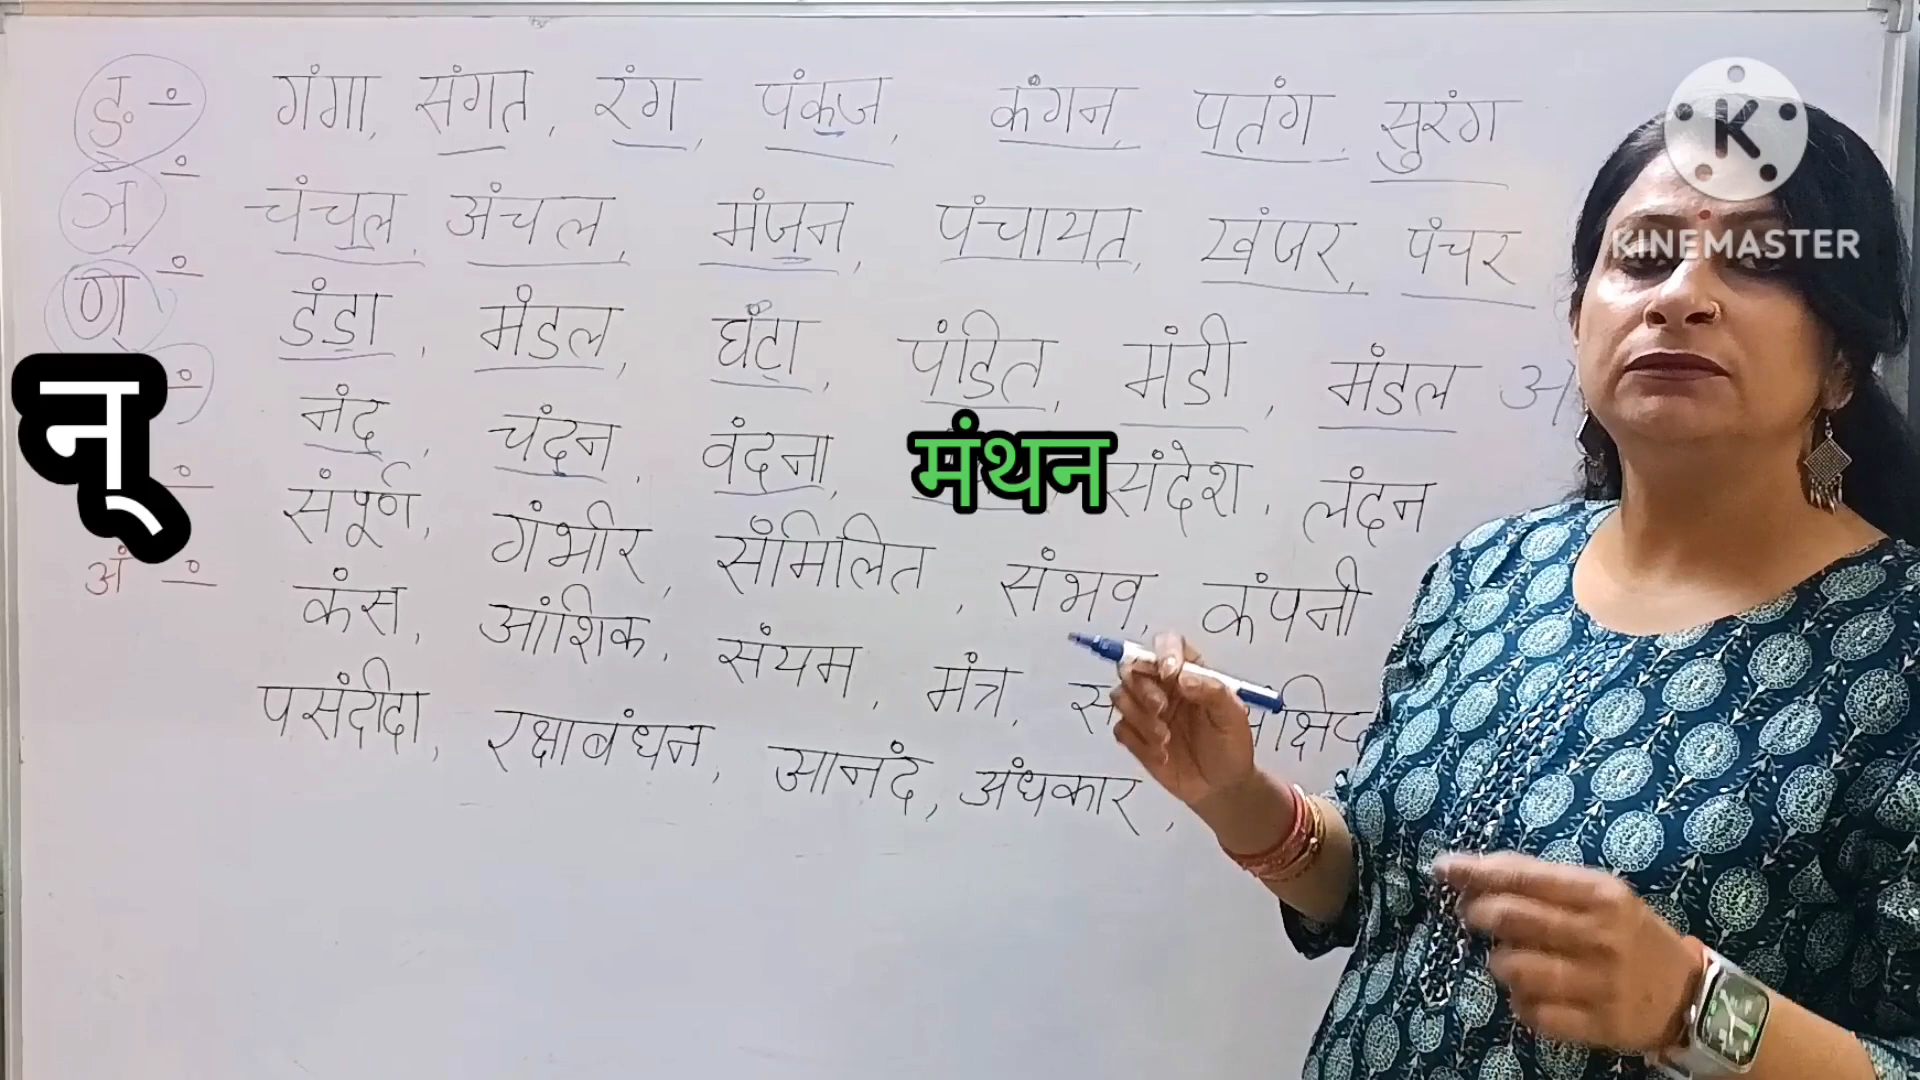 ङ् - ं गंगा, संगत, रंग, पंकज, कंगन, पतंग, सुरंग
ञ् - ं चंचल, अंचल, मंजन, पंचायत, खंजर, पंचर
ण् - ं डंडा, मंडल, घंटा, पंडित, मंडी, मंडल
न् - ं नंद, चंदन, वंदना, मंथन संदेश, लंदन
- ं संपूर्ण, गंभीर, संमिलित, संभव, कंपनी
अं - ं कंस, आंशिक, संयम, मंत्र,
पसंदीदा, रक्षाबंधन, आनंद, अंधकार,
K
KINEMASTER